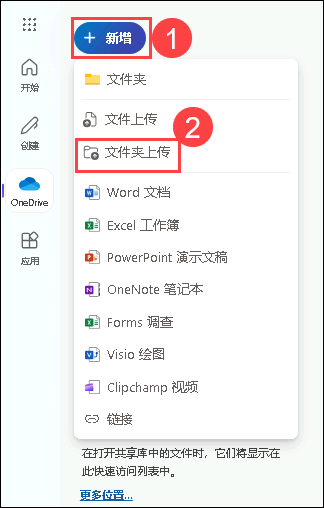 + 新增
1
文件夹
开始
文件上传
2
文件夹上传
创建
Word 文档
OneDrive
Excel 工作簿
应用
PowerPoint 演示文稿
OneNote 笔记本
Forms 调查
Visio 绘图
Clipchamp 视频
链接
在打开共享库中的文件时，它们将显示在
此快速访问列表中。
更多位置...